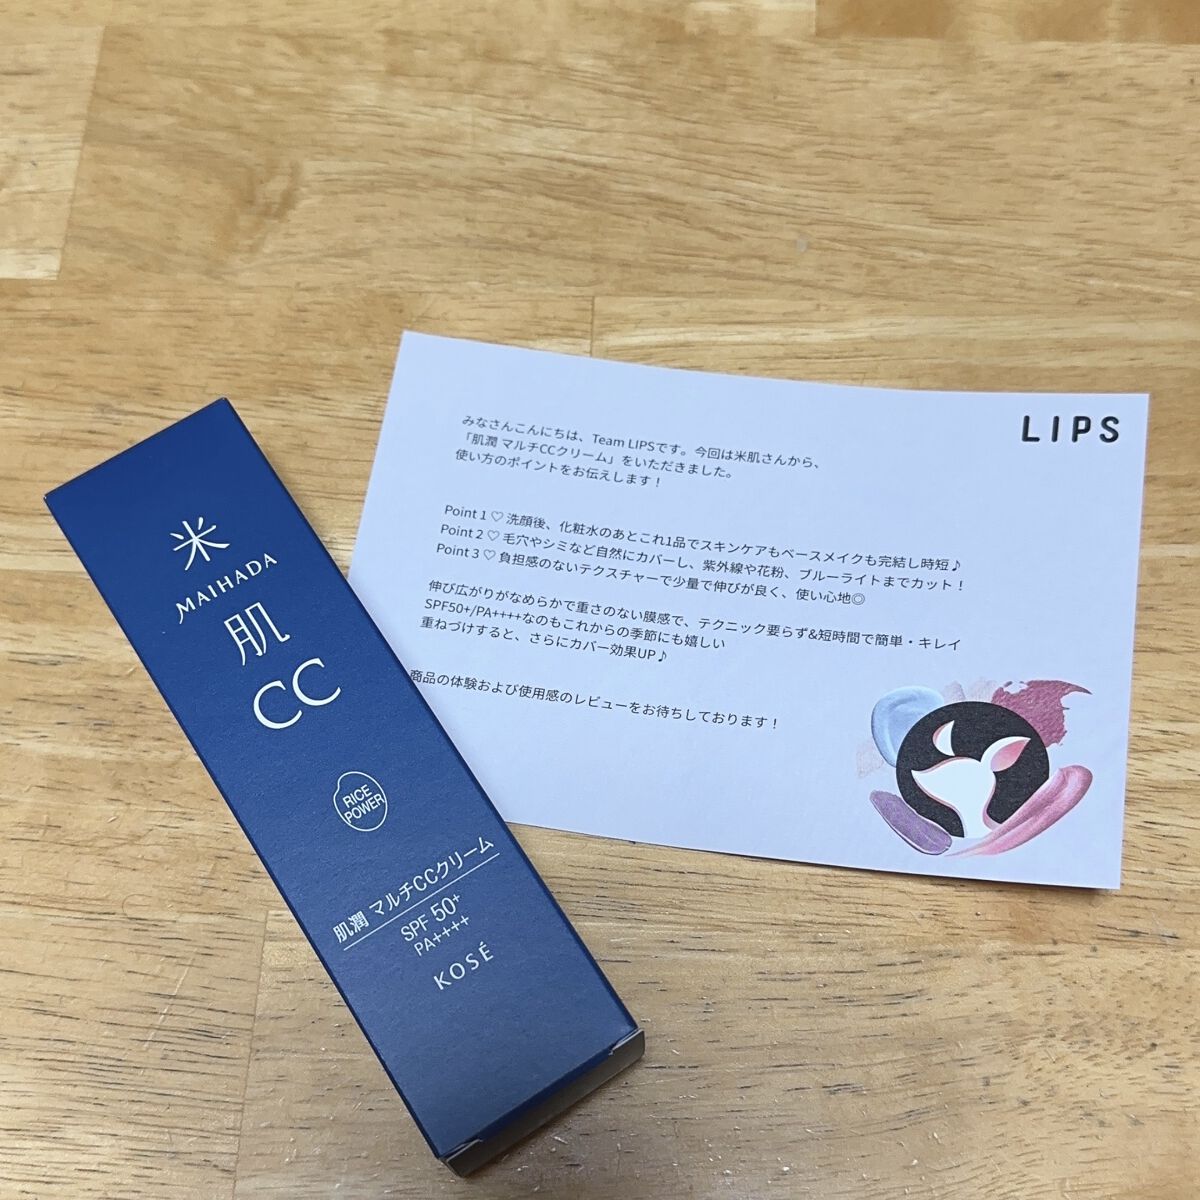 米
MAIHADA
肌
CC
RICE
POWER
肌潤 マルチCCクリーム
SPF 50+
PA++++
KOSÉ
LIPS
みなさんこんにちは、Team LIPSです。今回は米肌さんから、
「肌潤 マルチCCクリーム」をいただきました。
使い方のポイントをお伝えします！
Point 1 ♡ 洗顔後、化粧水のあとこれ1品でスキンケアもベースメイクも完結し時短♪
Point 2 ♡ 毛穴やシミなど自然にカバーし、紫外線や花粉、ブルーライトまでカット！
Point 3 ♡ 負担感のないテクスチャーで少量で伸びが良く、使い心地◎
伸び広がりがなめらかで重さのない膜感で、テクニック要らず&短時間で簡単・キレイ
SPF50+/PA++++なのもこれからの季節にも嬉しい
重ねづけすると、さらにカバー効果UP♪
商品の体験および使用感のレビューをお待ちしております！